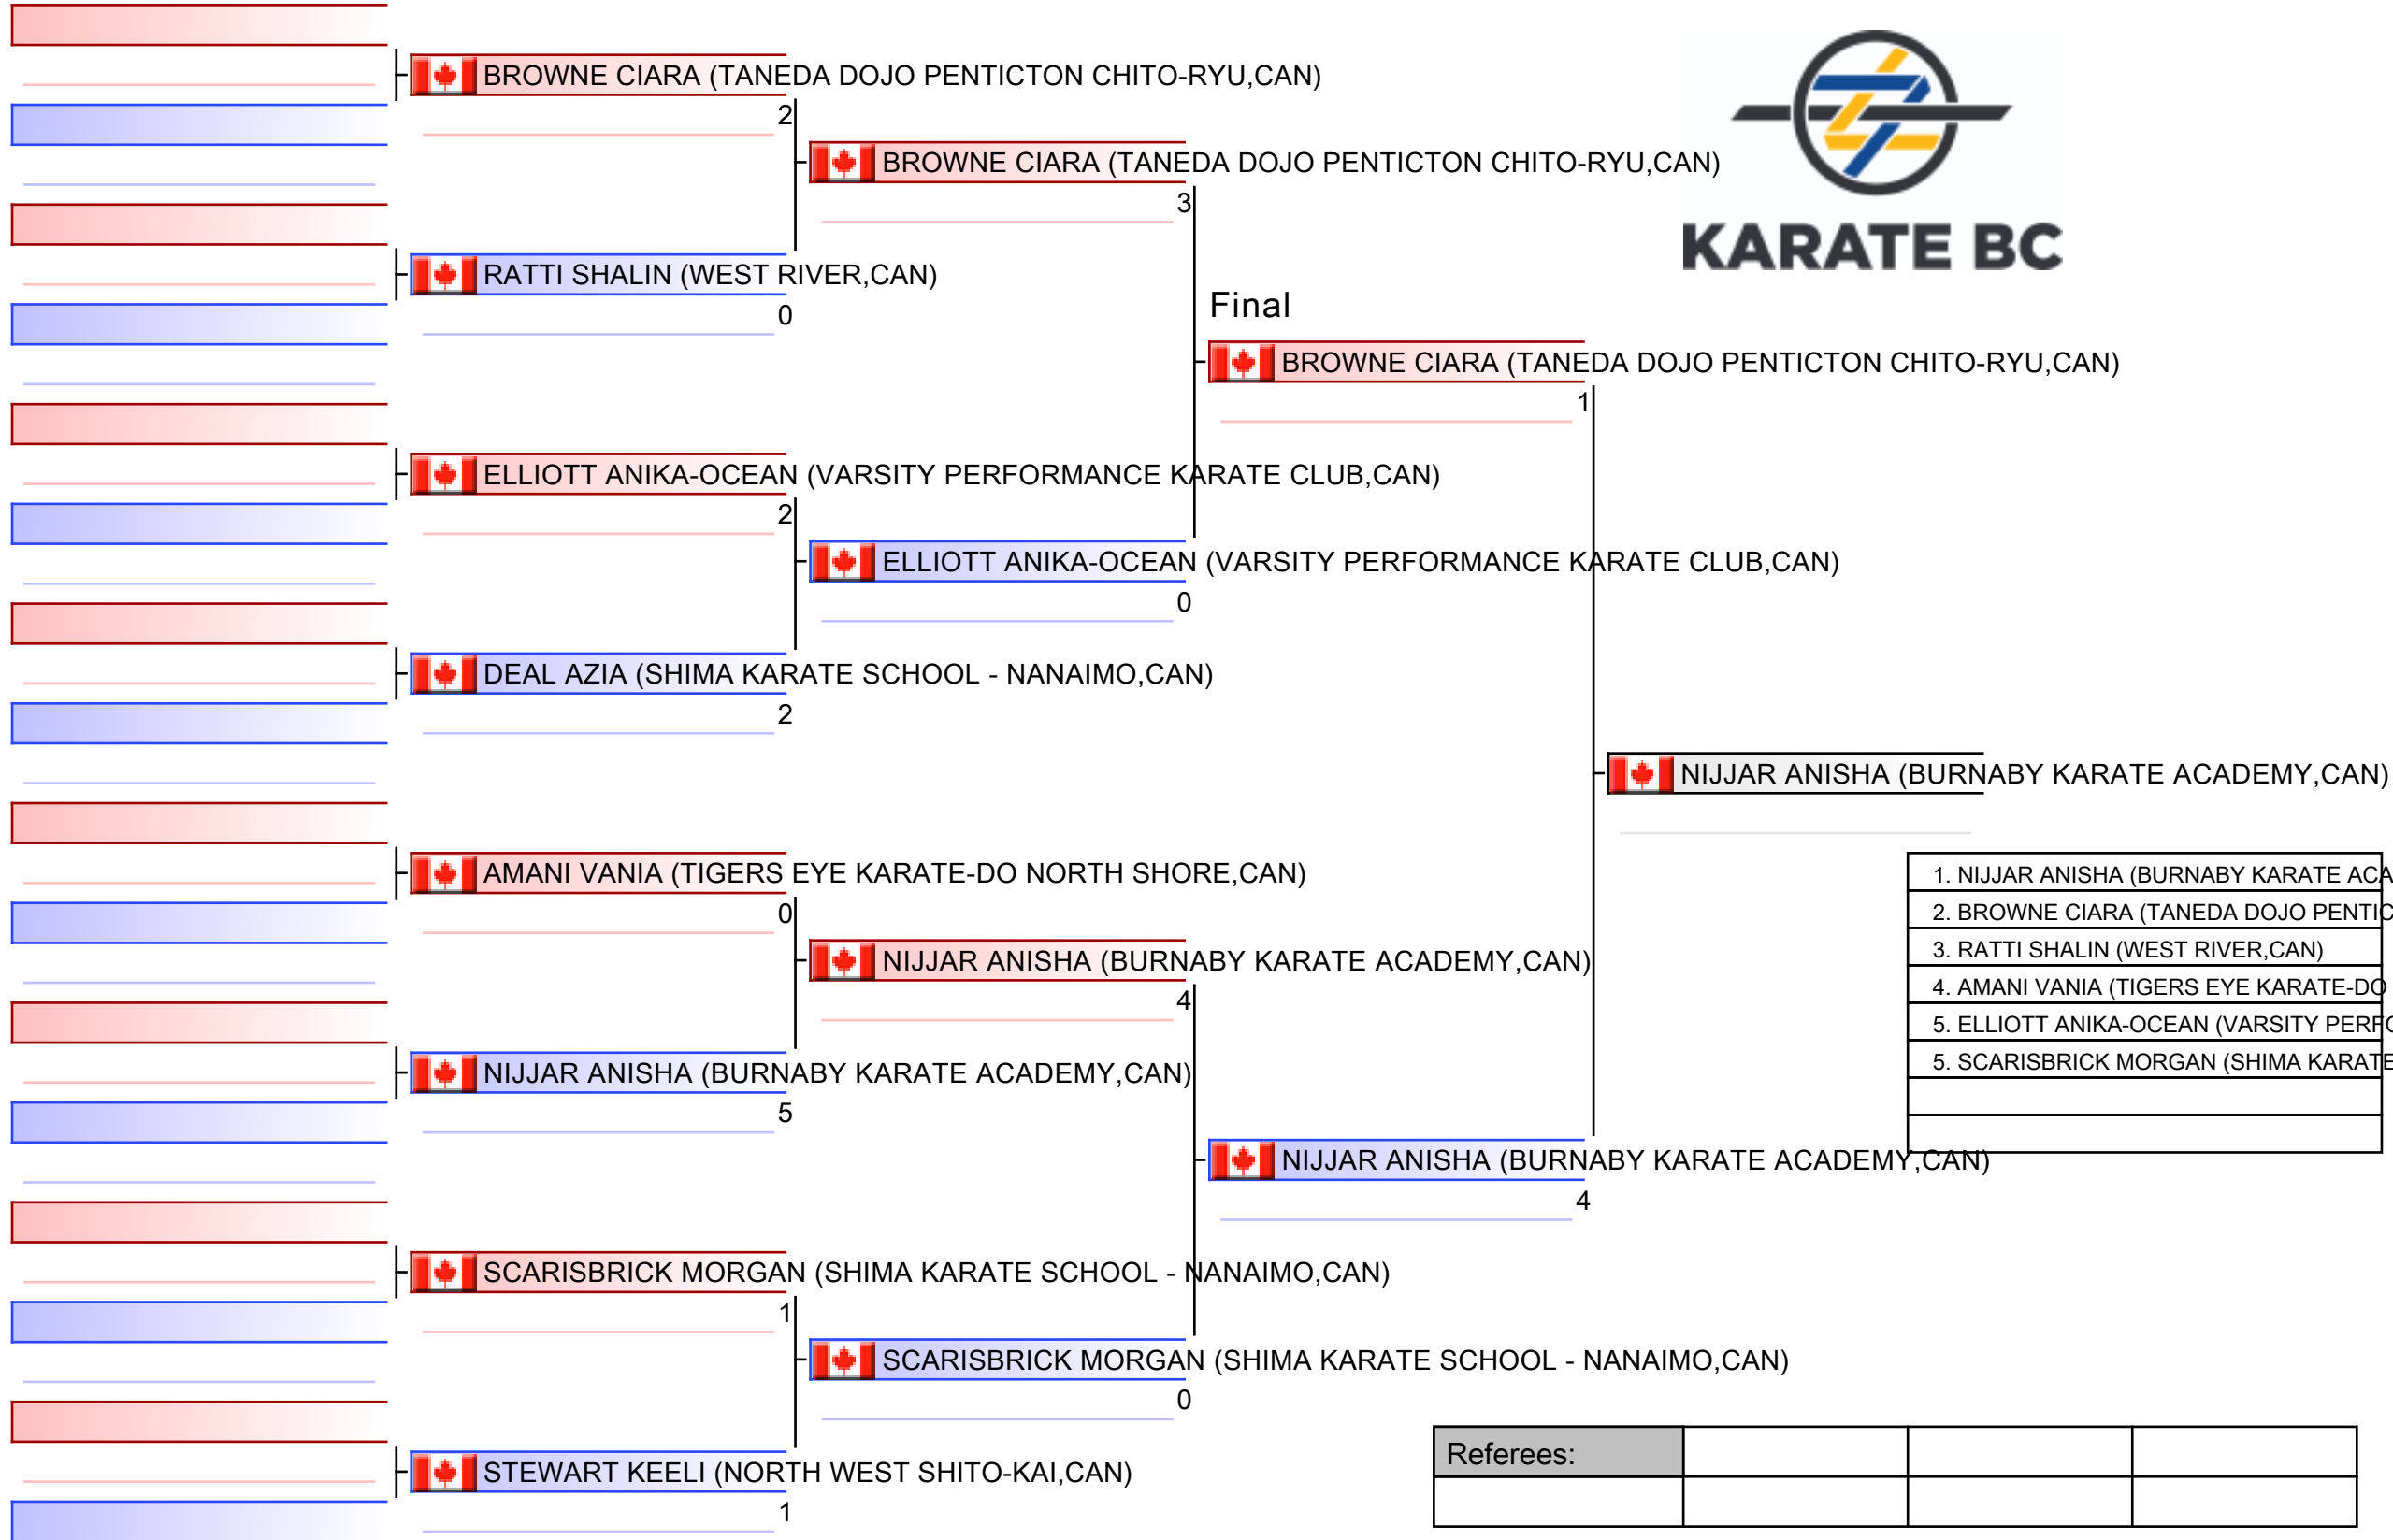 BROWNE CIARA (TANEDA DOJO PENTICTON CHITO-RYU,CAN)
2
BROWNE CIARA (TANEDA DOJO PENTICTON CHITO-RYU,CAN)
3
KARATE BC
RATTI SHALIN (WEST RIVER,CAN)
0
Final
BROWNE CIARA (TANEDA DOJO PENTICTON CHITO-RYU,CAN)
1
ELLIOTT ANIKA-OCEAN (VARSITY PERFORMANCE KARATE CLUB,CAN)
2
ELLIOTT ANIKA-OCEAN (VARSITY PERFORMANCE KARATE CLUB,CAN)
0
DEAL AZIA (SHIMA KARATE SCHOOL - NANAIMO,CAN)
2
NIJJAR ANISHA (BURNABY KARATE ACADEMY,CAN)
AMANI VANIA (TIGERS EYE KARATE-DO NORTH SHORE,CAN)
0
NIJJAR ANISHA (BURNABY KARATE ACADEMY,CAN)
4
NIJJAR ANISHA (BURNABY KARATE ACADEMY,CAN)
5
1. NIJJAR ANISHA (BURNABY KARATE ACA
2. BROWNE CIARA (TANEDA DOJO PENTIC
3. RATTI SHALIN (WEST RIVER,CAN)
4. AMANI VANIA (TIGERS EYE KARATE-DO
5. ELLIOTT ANIKA-OCEAN (VARSITY PERFO
5. SCARISBRICK MORGAN (SHIMA KARATE
NIJJAR ANISHA (BURNABY KARATE ACADEMY,CAN)
4
SCARISBRICK MORGAN (SHIMA KARATE SCHOOL - NANAIMO,CAN)
1
SCARISBRICK MORGAN (SHIMA KARATE SCHOOL - NANAIMO,CAN)
0
STEWART KEELI (NORTH WEST SHITO-KAI,CAN)
1
Referees: